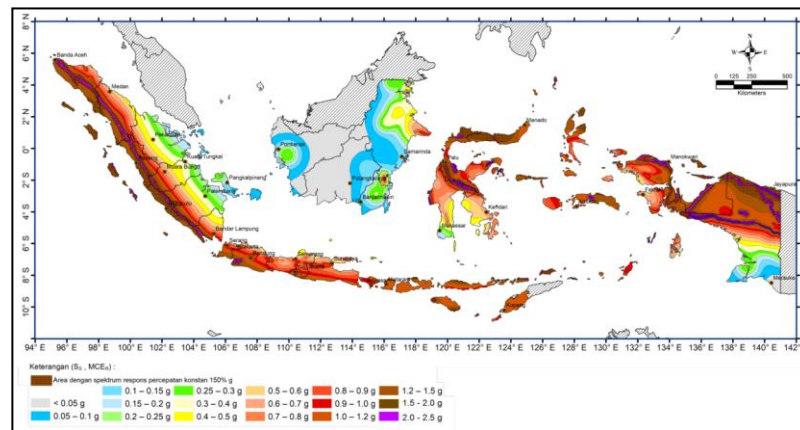 8° N
6° N
4° N
2° N
0°
2° S
4° S
6° S
8° S
10° S
94° E
96° E
98° E
100° E
102° E
104° E
106° E
108° E
110° E
112° E
114° E
116° E
118° E
120° E
122° E
124° E
126° E
128° E
130° E
132° E
134° E
136° E
138° E
140° E
142° E
N
W
E
S
0 125 250 500
Kilometers
Banda Aceh
Medan
Pangkalpinang
Bandar Lampung
Serang
Bandung
Semarang
Pontianak
Samarinda
Banjarmasin
Palu
Manado
Makassar
Kendari
Kupang
Manokwari
Jayapura
Merauke
Keterangan (Ss , MCER) :
Area dengan spektrum respons percepatan konstan 150% g
< 0.05 g
0.05 – 0.1 g
0.1 – 0.15 g
0.15 – 0.2 g
0.2 – 0.25 g
0.25 – 0.3 g
0.3 – 0.4 g
0.4 – 0.5 g
0.5 – 0.6 g
0.6 – 0.7 g
0.7 – 0.8 g
0.8 – 0.9 g
0.9 – 1.0 g
1.0 – 1.2 g
1.2 – 1.5 g
1.5 – 2.0 g
2.0 – 2.5 g